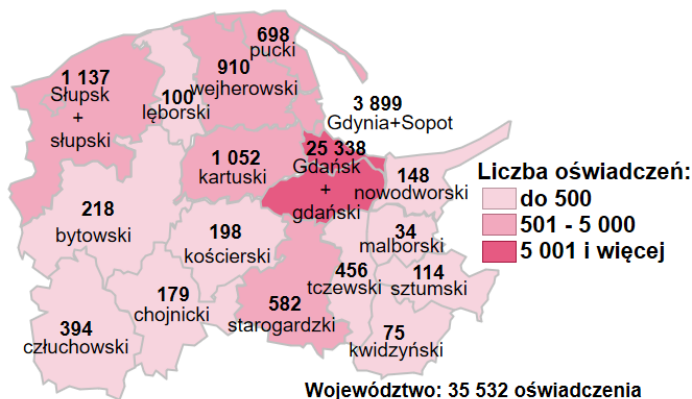 698
pucki
1 137
Słupsk
+
słupski
100
lęborski
910
wejherowski
3 899
Gdynia+Sopot
1 052
kartuski
25 338
Gdańsk
+
gdański
148
nowodworski
Liczba oświadczeń:
do 500
501 - 5 000
5 001 i więcej
218
bytowski
198
kościerski
34
malborski
456
tczewski
114
sztumski
179
chojnicki
582
starogardzki
394
człuchowski
75
kwidzyński
Województwo: 35 532 oświadczenia